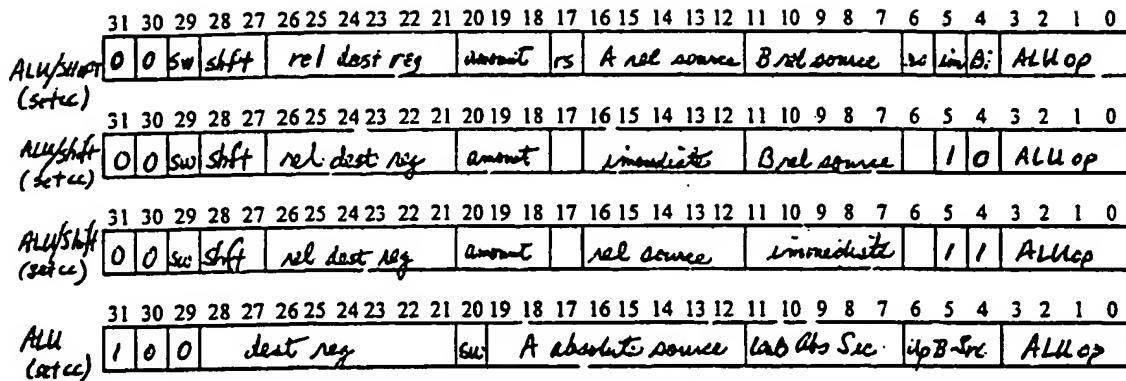 31 30 29 28 27 26 25 24 23 22 21 20 19 18 17 16 15 14 13 12 11 10 9 8 7 6 5 4 3 2 1 0
ALU/SHIFT 0 0 sw shft rel dest reg amount rs A rel source B rel source im Bi ALU op
(setcc)
31 30 29 28 27 26 25 24 23 22 21 20 19 18 17 16 15 14 13 12 11 10 9 8 7 6 5 4 3 2 1 0
ALU/shift 0 0 sw shft rel. dest reg amount immediate B rel source 1 0 ALU op
(setcc)
31 30 29 28 27 26 25 24 23 22 21 20 19 18 17 16 15 14 13 12 11 10 9 8 7 6 5 4 3 2 1 0
ALU/Shift 0 0 sw shft rel dest reg amount rel source immediate 1 1 ALU op
(setcc)
31 30 29 28 27 26 25 24 23 22 21 20 19 18 17 16 15 14 13 12 11 10 9 8 7 6 5 4 3 2 1 0
ALU 1 0 0 dest reg sw A absolute source Abs Src. B-Src. ALU op
(setcc)